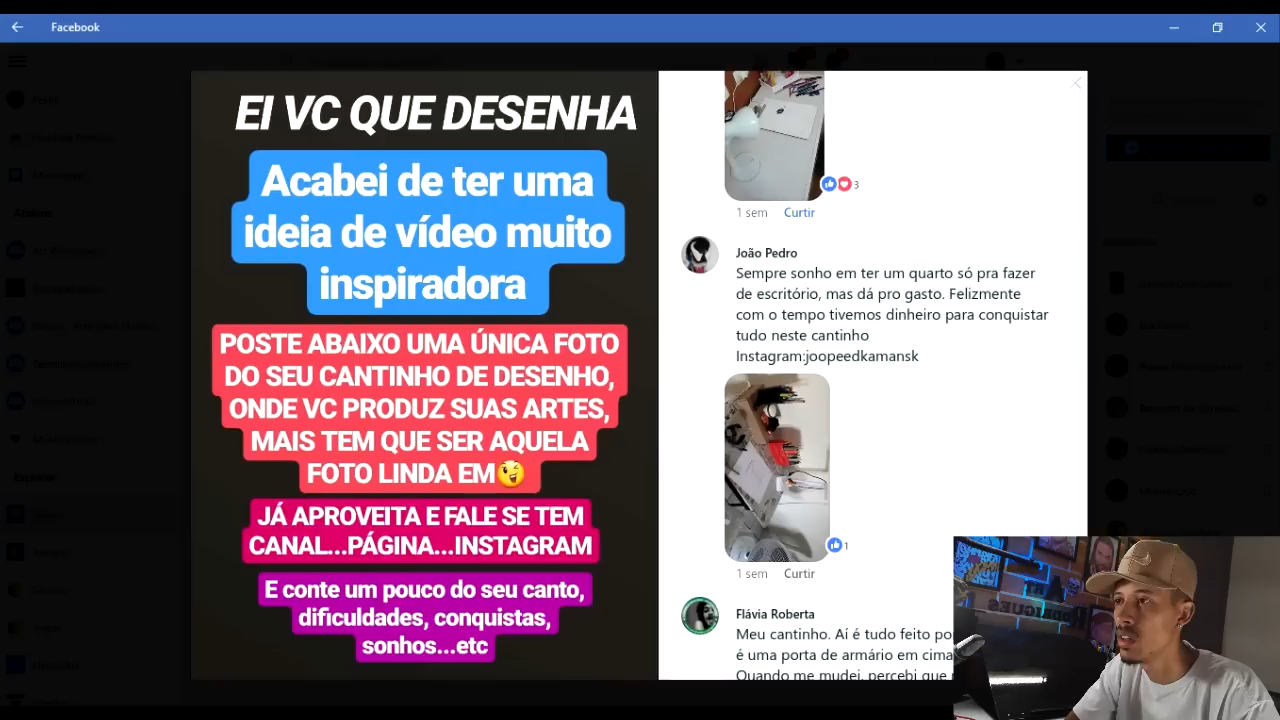 Facebook
EI VC QUE DESENHA
Acabei de ter uma
ideia de vídeo muito
inspiradora
POSTE ABAIXO UMA ÚNICA FOTO
DO SEU CANTINHO DE DESENHO,
ONDE VC PRODUZ SUAS ARTES,
MAIS TEM QUE SER AQUELA
FOTO LINDA EM😉
JÁ APROVEITA E FALE SE TEM
CANAL...PÁGINA...INSTAGRAM
E conte um pouco do seu canto,
dificuldades, conquistas,
sonhos...etc
3
1 sem Curtir
João Pedro
Sempre sonho em ter um quarto só pra fazer
de escritório, mas dá pro gasto. Felizmente
com o tempo tivemos dinheiro para conquistar
tudo neste cantinho
Instagram:joopeedkamansk
1
1 sem Curtir
Flávia Roberta
Meu cantinho. Aí é tudo feito po
é uma porta de armário em cima
Quando me mudei, percebi que